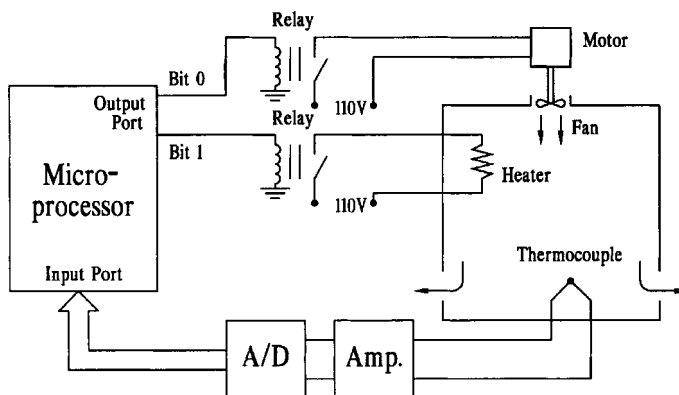 Relay
Motor
Bit 0
Output
Port
110V
Fan
Relay
Bit 1
Micro-
processor
110V
Heater
Thermocouple
Input Port
A/D
Amp.